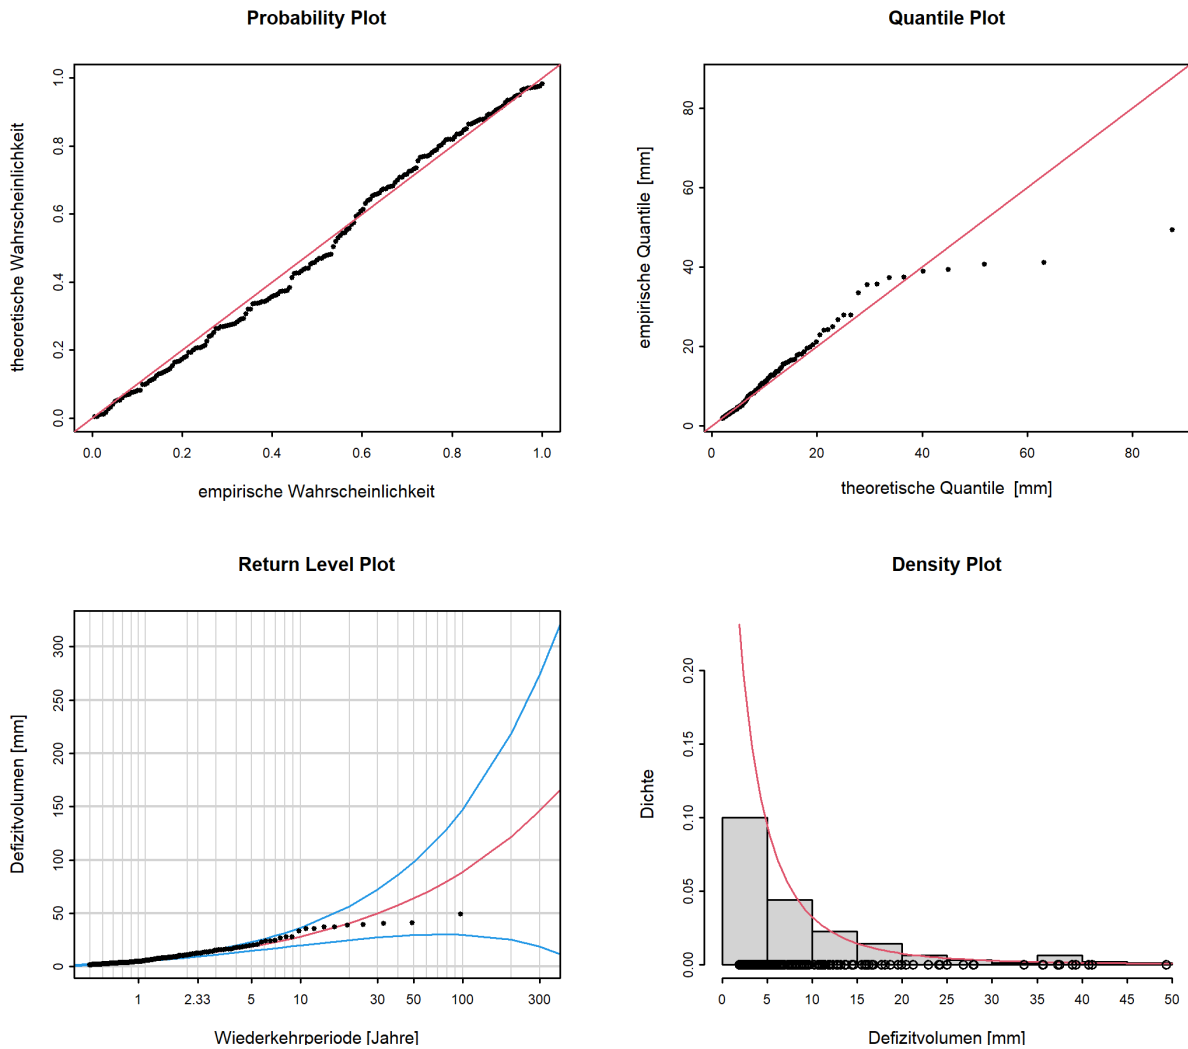 Probability Plot
theoretische Wahrscheinlichkeit
0.0 0.2 0.4 0.6 0.8 1.0
0.0 0.2 0.4 0.6 0.8 1.0
empirische Wahrscheinlichkeit
Quantile Plot
empirische Quantile [mm]
0 20 40 60 80
0 20 40 60 80
theoretische Quantile [mm]
Return Level Plot
Defizitvolumen [mm]
0 50 100 150 200 250 300
1 2.33 5 10 30 50 100 300
Wiederkehrperiode [Jahre]
Density Plot
Dichte
0.00 0.05 0.10 0.15 0.20
0 5 10 15 20 25 30 35 40 45 50
Defizitvolumen [mm]